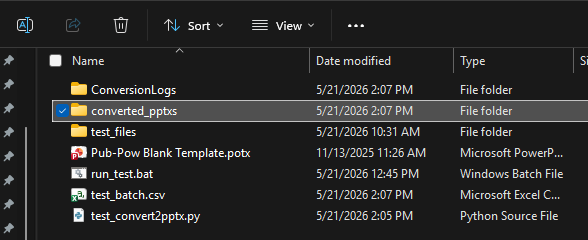 Sort View
Name Date modified Type Si
ConversionLogs 5/21/2026 2:07 PM File folder
converted_pptxs 5/21/2026 2:07 PM File folder
test_files 5/21/2026 10:31 AM File folder
Pub-Pow Blank Template.potx 11/13/2025 11:26 AM Microsoft PowerP...
run_test.bat 5/21/2026 12:45 PM Windows Batch File
test_batch.csv 5/21/2026 2:07 PM Microsoft Excel C...
test_convert2pptx.py 5/21/2026 2:05 PM Python Source File